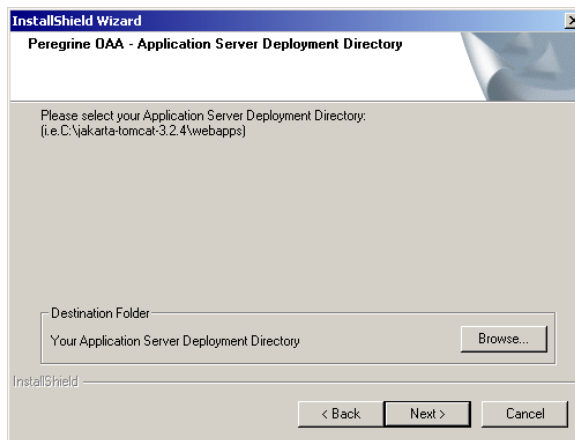 InstallShield Wizard
Peregrine OAA - Application Server Deployment Directory
Please select your Application Server Deployment Directory:
(i.e.C:\jakarta-tomcat-3.2.4\webapps)
Destination Folder
Your Application Server Deployment Directory
Browse...
InstallShield
< Back
Next >
Cancel